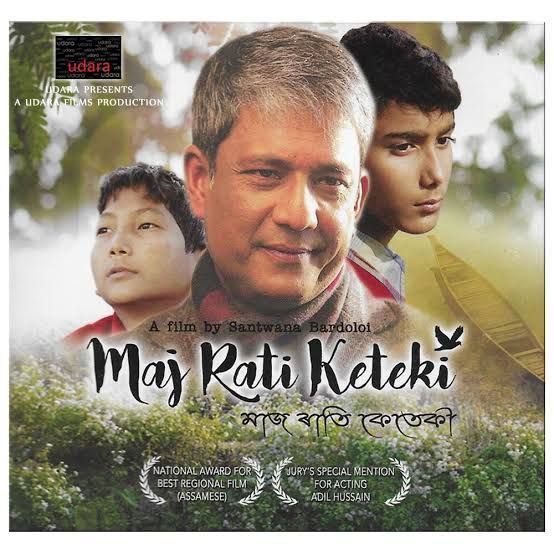 udara
UDARA PRESENTS
A UDARA FILMS PRODUCTION
A film by Santwana Bardoloi
Maj Rati Keteki
মাজ ৰাতি কেতেকী
NATIONAL AWARD FOR
BEST REGIONAL FILM
(ASSAMESE)
JURY'S SPECIAL MENTION
FOR ACTING
ADIL HUSSAIN